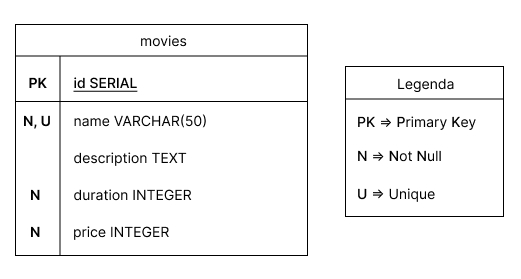 movies
PK id SERIAL
N, U name VARCHAR(50)
description TEXT
N duration INTEGER
N price INTEGER
Legenda
PK ⇒ Primary Key
N ⇒ Not Null
U ⇒ Unique